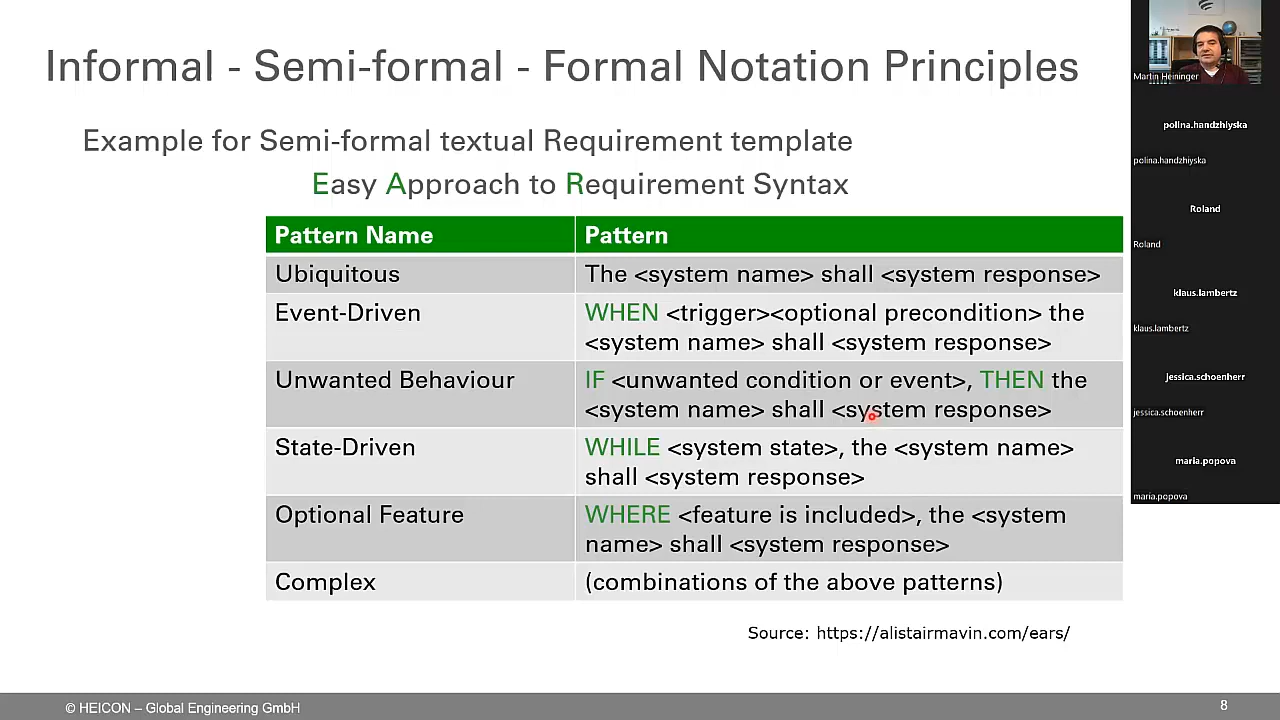 Informal - Semi-formal - Formal Notation Principles
Example for Semi-formal textual Requirement template
Easy Approach to Requirement Syntax
Pattern Name Pattern
Ubiquitous The <system name> shall <system response>
Event-Driven WHEN <trigger><optional precondition> the
<system name> shall <system response>
Unwanted Behaviour IF <unwanted condition or event>, THEN the
<system name> shall <system response>
State-Driven WHILE <system state>, the <system name>
shall <system response>
Optional Feature WHERE <feature is included>, the <system
name> shall <system response>
Complex (combinations of the above patterns)
Source: https://alistairmavin.com/ears/
© HEICON – Global Engineering GmbH
8
Martin Heininger
polina.handzhiyska
polina.handzhiyska
Roland
Roland
klaus.lambertz
klaus.lambertz
jessica.schoenherr
jessica.schoenherr
maria.popova
maria.popova